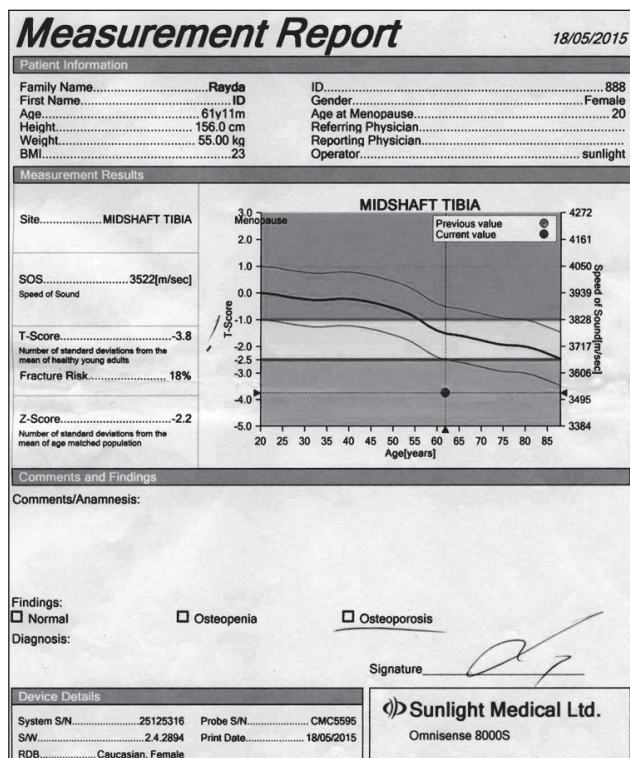 Measurement Report
18/05/2015
Patient Information
Family Name....................Rayda
First Name....................ID
Age....................61y11m
Height....................156.0 cm
Weight....................55.00 kg
BMI....................23
ID....................888
Gender....................Female
Age at Menopause....................20
Referring Physician....................
Reporting Physician....................
Operator....................sunlight
Measurement Results
Site..................MIDSHAFT TIBIA
SOS....................3522[m/sec]
Speed of Sound
T-Score....................-3.8
Number of standard deviations from the
mean of healthy young adults
Fracture Risk.................... 18%
Z-Score....................-2.2
Number of standard deviations from the
mean of age matched population
MIDSHAFT TIBIA
Menopause
Previous value
Current value
T-Score
3.0
2.0
1.0
0.0
-1.0
-2.0
-2.5
-3.0
-4.0
-5.0
4272
4161
4050
3939
3828
3717
3606
3495
3384
Speed of Sound[m/sec]
20 25 30 35 40 45 50 55 60 65 70 75 80 85
Age[years]
Comments and Findings
Comments/Anamnesis:
Findings:
Normal
Osteopenia
Osteoporosis
Diagnosis:
Signature
Device Details
System S/N....................25125316
S/W....................2.4.2894
RDB....................Caucasian, Female
Probe S/N....................CMC5595
Print Date....................18/05/2015
Sunlight Medical Ltd.
Omnisense 8000S